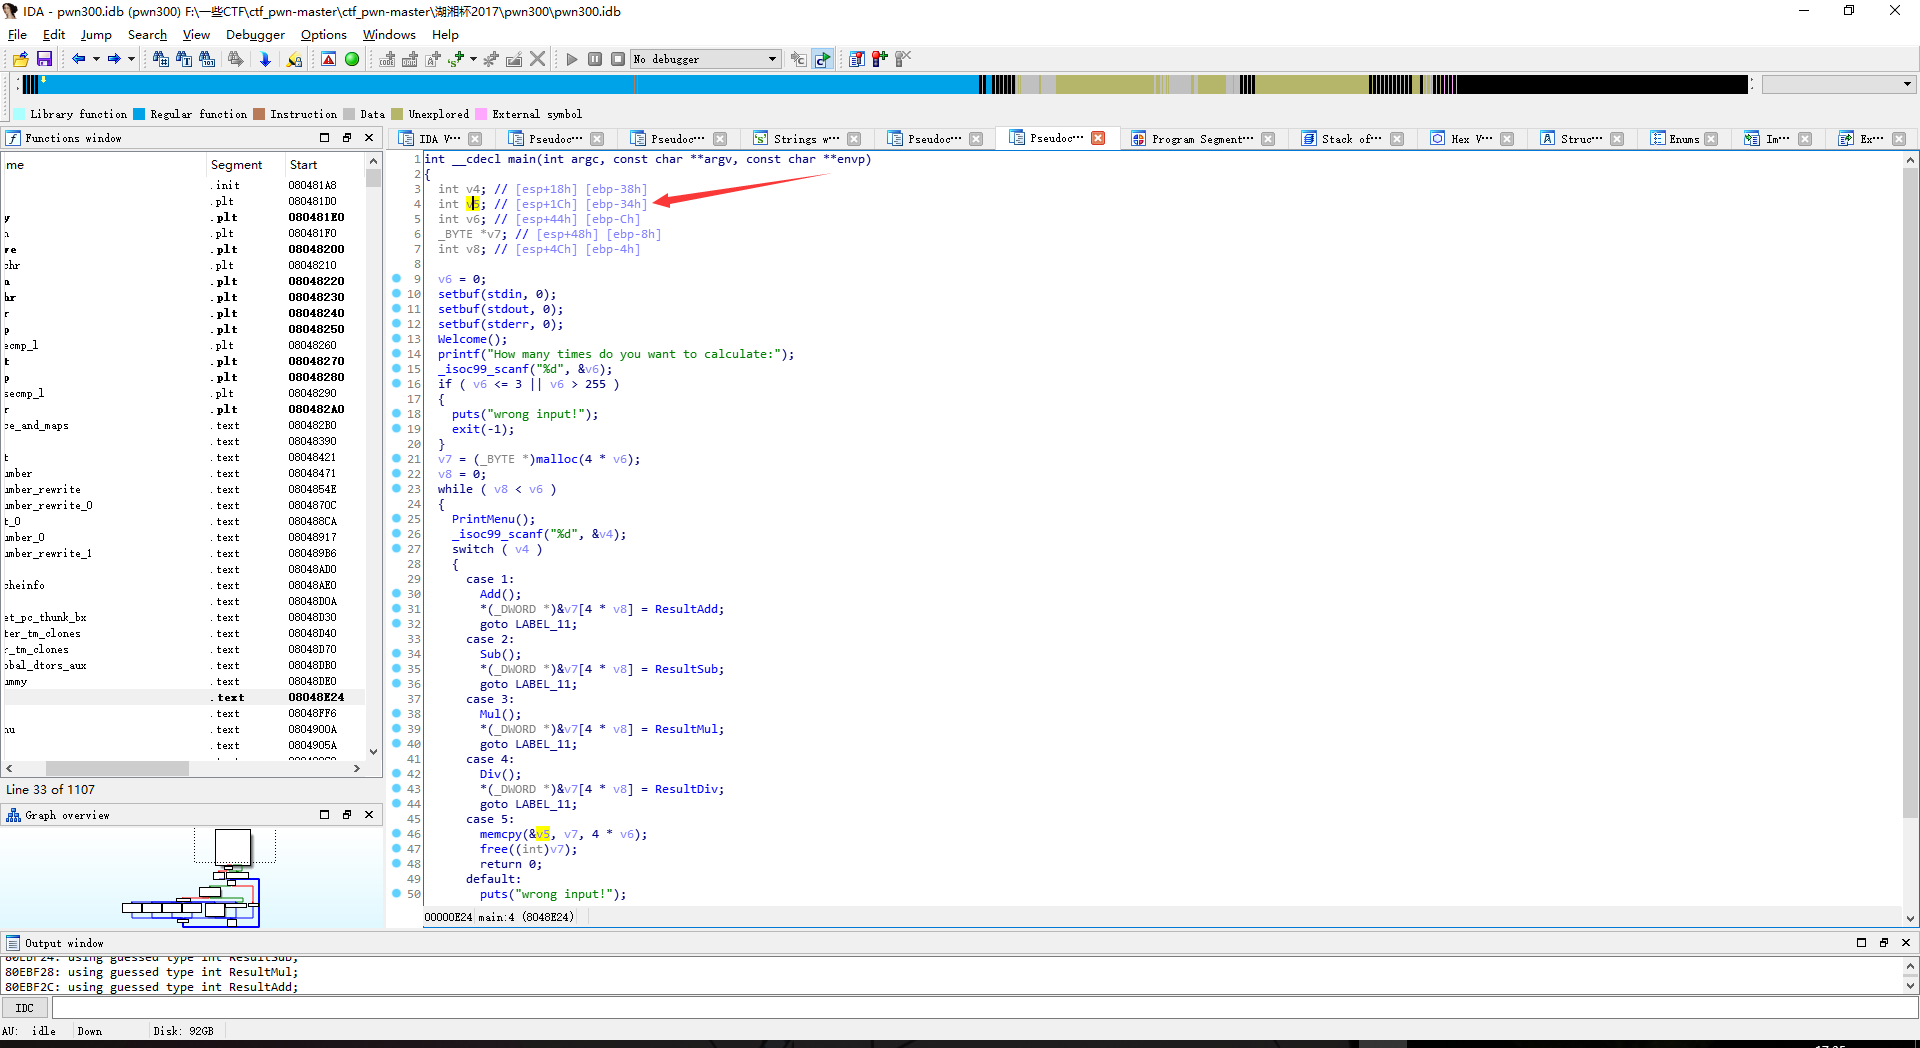 IDA - pwn300.idb (pwn300) F:\一些CTF\ctf_pwn-master\ctf_pwn-master\湖湘杯2017\pwn300\pwn300.idb
File Edit Jump Search View Debugger Options Windows Help
No debugger
Library function Regular function Instruction Data Unexplored External symbol
Functions window
IDA V··· Pseudoc··· Pseudoc··· Strings w··· Pseudoc··· Pseudoc··· Program Segment··· Stack of··· Hex V··· Struc··· Enums Im··· Ex···
me Segment Start
.init 080481A8
.plt 080481D0
y .plt 080481E0
n .plt 080481F0
re .plt 08048200
chr .plt 08048210
n .plt 08048220
hr .plt 08048230
r .plt 08048240
p .plt 08048250
secmp_l .plt 08048260
t .plt 08048270
p .plt 08048280
secmp_l .plt 08048290
r .plt 080482A0
ce_and_maps .text 080482B0
.text 08048390
t .text 08048421
umber .text 08048471
umber_rewrite .text 0804854E
umber_rewrite_0 .text 0804870C
t_0 .text 080488CA
umber_0 .text 08048917
umber_rewrite_1 .text 080489B6
.text 08048AD0
cheinfo .text 08048AE0
.text 08048D0A
et_pc_thunk_bx .text 08048D30
ter_tm_clones .text 08048D40
r_tm_clones .text 08048D70
obal_dtors_aux .text 08048DB0
ummy .text 08048DE0
.text 08048E24
.text 08048FF6
nu .text 0804900A
.text 0804905A
Line 33 of 1107
Graph overview
1 int __cdecl main(int argc, const char **argv, const char **envp)
2 {
3 int v4; // [esp+18h] [ebp-38h]
4 int v5; // [esp+1Ch] [ebp-34h]
5 int v6; // [esp+44h] [ebp-Ch]
6 _BYTE *v7; // [esp+48h] [ebp-8h]
7 int v8; // [esp+4Ch] [ebp-4h]
8
9 v6 = 0;
10 setbuf(stdin, 0);
11 setbuf(stdout, 0);
12 setbuf(stderr, 0);
13 Welcome();
14 printf("How many times do you want to calculate:");
15 _isoc99_scanf("%d", &v6);
16 if ( v6 <= 3 || v6 > 255 )
17 {
18 puts("wrong input!");
19 exit(-1);
20 }
21 v7 = (_BYTE *)malloc(4 * v6);
22 v8 = 0;
23 while ( v8 < v6 )
24 {
25 PrintMenu();
26 _isoc99_scanf("%d", &v4);
27 switch ( v4 )
28 {
29 case 1:
30 Add();
31 *(_DWORD *)&v7[4 * v8] = ResultAdd;
32 goto LABEL_11;
33 case 2:
34 Sub();
35 *(_DWORD *)&v7[4 * v8] = ResultSub;
36 goto LABEL_11;
37 case 3:
38 Mul();
39 *(_DWORD *)&v7[4 * v8] = ResultMul;
40 goto LABEL_11;
41 case 4:
42 Div();
43 *(_DWORD *)&v7[4 * v8] = ResultDiv;
44 goto LABEL_11;
45 case 5:
46 memcpy(&v5, v7, 4 * v6);
47 free((int)v7);
48 return 0;
49 default:
50 puts("wrong input!");
00000E24 main:4 (8048E24)
Output window
80EBF24: using guessed type int ResultSub;
80EBF28: using guessed type int ResultMul;
80EBF2C: using guessed type int ResultAdd;
IDC
AU: idle Down Disk: 92GB